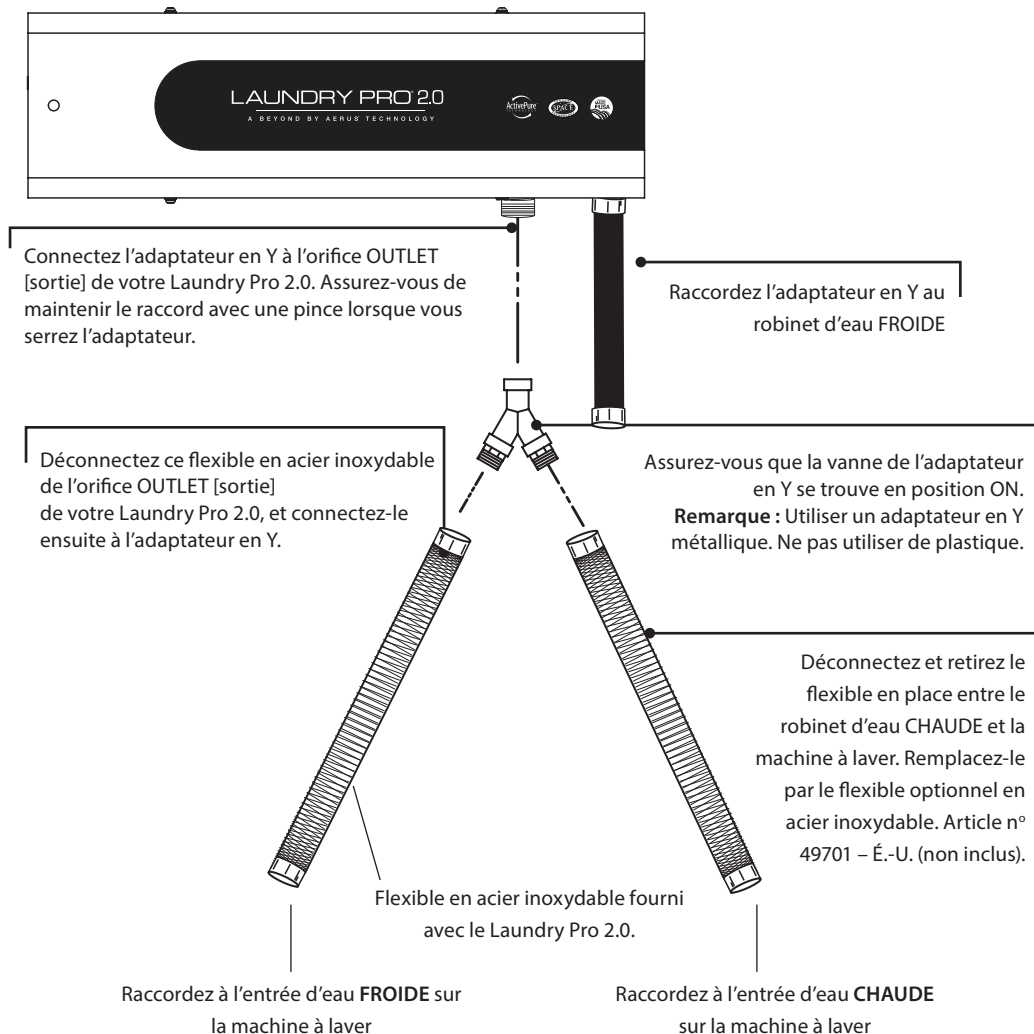 LAUNDRY PRO® 2.0
A BEYOND BY AERUS® TECHNOLOGY
ActivePure
SPACE
Connectez l'adaptateur en Y à l'orifice OUTLET
[sortie] de votre Laundry Pro 2.0. Assurez-vous de
maintenir le raccord avec une pince lorsque vous
serrez l'adaptateur.
Raccordez l'adaptateur en Y au
robinet d'eau FROIDE
Déconnectez ce flexible en acier inoxydable
de l'orifice OUTLET [sortie]
de votre Laundry Pro 2.0, et connectez-le
ensuite à l'adaptateur en Y.
Assurez-vous que la vanne de l'adaptateur
en Y se trouve en position ON.
Remarque : Utiliser un adaptateur en Y
métallique. Ne pas utiliser de plastique.
Déconnectez et retirez le
flexible en place entre le
robinet d'eau CHAUDE et la
machine à laver. Remplacez-le
par le flexible optionnel en
acier inoxydable. Article nº
49701 – É.-U. (non inclus).
Flexible en acier inoxydable fourni
avec le Laundry Pro 2.0.
Raccordez à l'entrée d'eau FROIDE sur
la machine à laver
Raccordez à l'entrée d'eau CHAUDE
sur la machine à laver